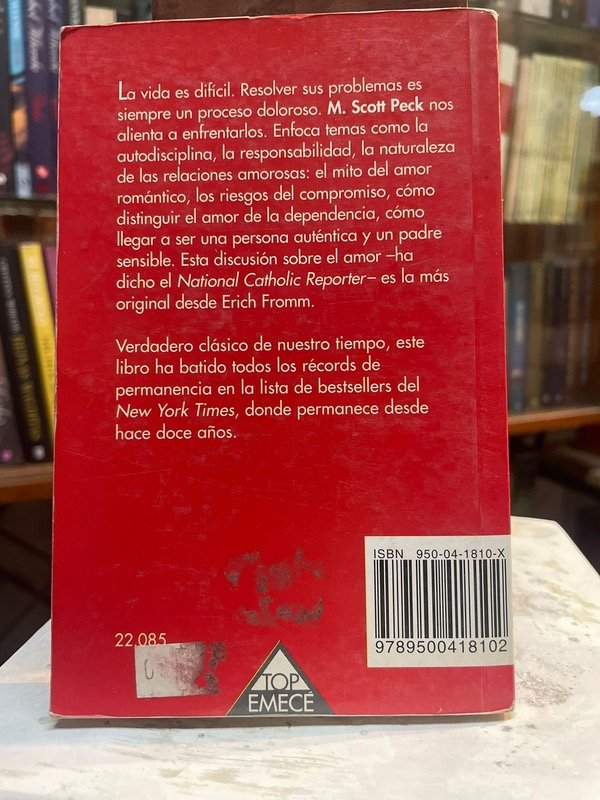 La vida es difícil. Resolver sus problemas es
siempre un proceso doloroso. M. Scott Peck nos
alienta a enfrentarlos. Enfoca temas como la
autodisciplina, la responsabilidad, la naturaleza
de las relaciones amorosas: el mito del amor
romántico, los riesgos del compromiso, cómo
distinguir el amor de la dependencia, cómo
llegar a ser una persona auténtica y un padre
sensible. Esta discusión sobre el amor –ha
dicho el National Catholic Reporter– es la más
original desde Erich Fromm.
Verdadero clásico de nuestro tiempo, este
libro ha batido todos los récords de
permanencia en la lista de bestsellers del
New York Times, donde permanece desde
hace doce años.
ISBN 950-04-1810-X
9789500418102
22.085
TOP
EMECÉ